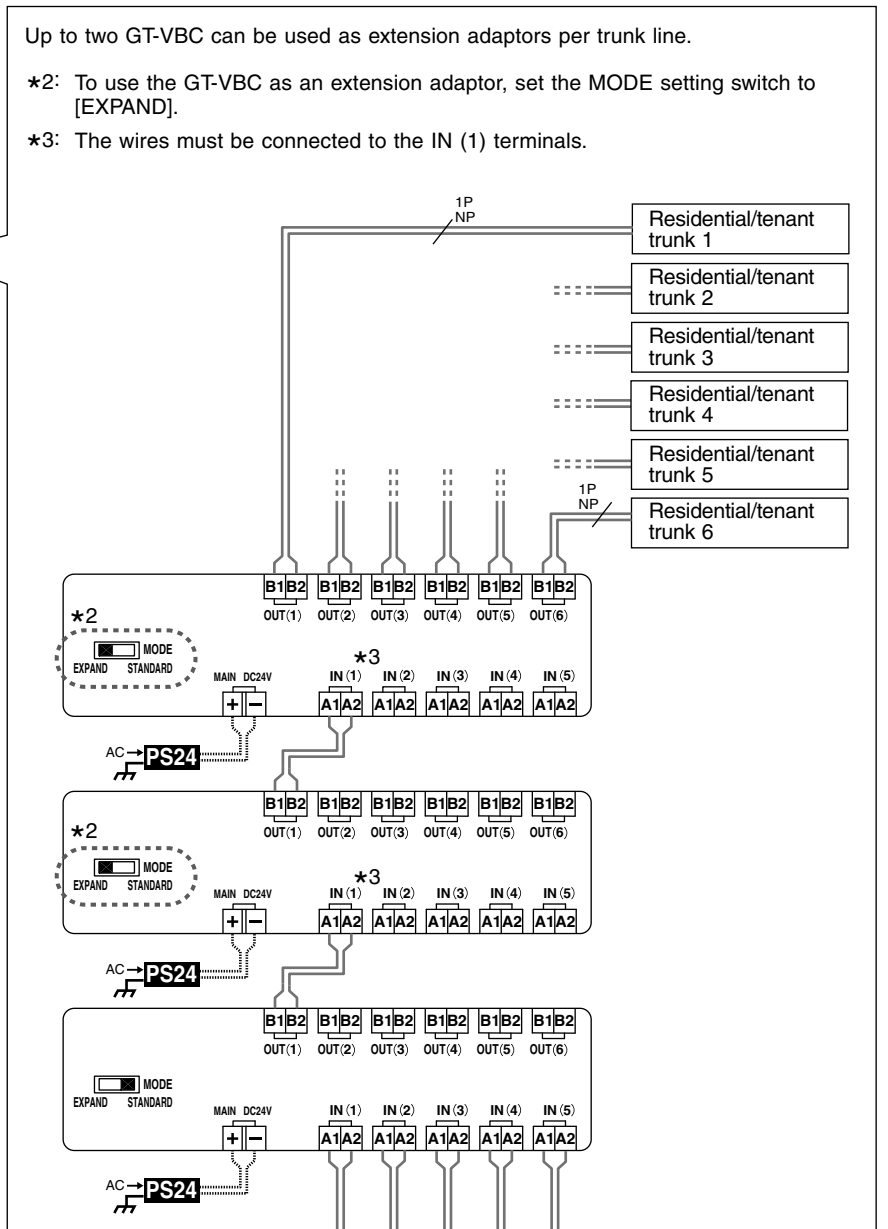 Up to two GT-VBC can be used as extension adaptors per trunk line.
*2: To use the GT-VBC as an extension adaptor, set the MODE setting switch to
[EXPAND].
*3: The wires must be connected to the IN (1) terminals.
1P
NP
Residential/tenant
trunk 1
Residential/tenant
trunk 2
Residential/tenant
trunk 3
Residential/tenant
trunk 4
Residential/tenant
trunk 5
1P
NP
Residential/tenant
trunk 6
B1 B2 B1 B2 B1 B2 B1 B2 B1 B2 B1 B2
OUT(1) OUT(2) OUT(3) OUT(4) OUT(5) OUT(6)
*2
MODE
EXPAND STANDARD
*3
MAIN DC24V IN(1) IN(2) IN(3) IN(4) IN(5)
+ − A1 A2 A1 A2 A1 A2 A1 A2 A1 A2
AC→ PS24
B1 B2 B1 B2 B1 B2 B1 B2 B1 B2 B1 B2
OUT(1) OUT(2) OUT(3) OUT(4) OUT(5) OUT(6)
*2
MODE
EXPAND STANDARD
*3
MAIN DC24V IN(1) IN(2) IN(3) IN(4) IN(5)
+ − A1 A2 A1 A2 A1 A2 A1 A2 A1 A2
AC→ PS24
B1 B2 B1 B2 B1 B2 B1 B2 B1 B2 B1 B2
OUT(1) OUT(2) OUT(3) OUT(4) OUT(5) OUT(6)
MODE
EXPAND STANDARD
MAIN DC24V IN(1) IN(2) IN(3) IN(4) IN(5)
+ − A1 A2 A1 A2 A1 A2 A1 A2 A1 A2
AC→ PS24